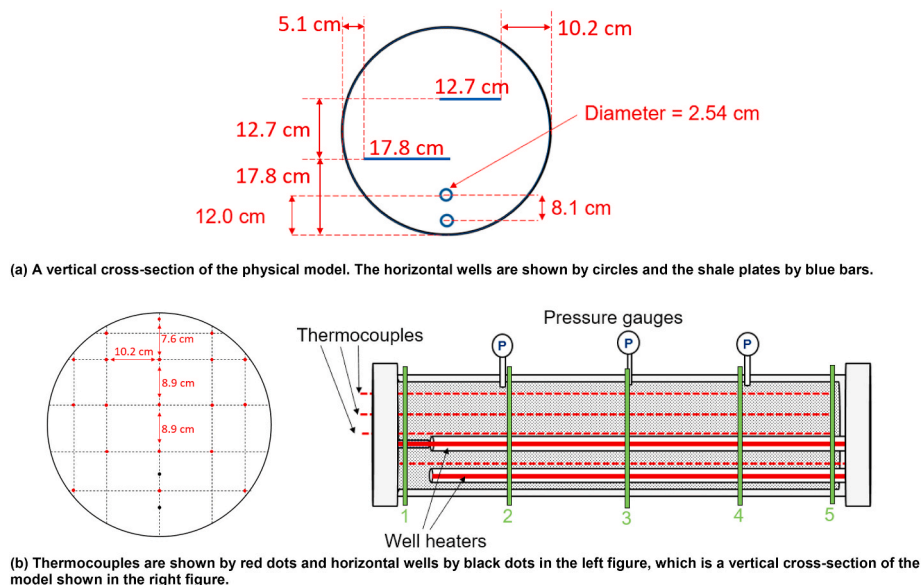 5.1 cm
10.2 cm
12.7 cm
Diameter = 2.54 cm
12.7 cm
17.8 cm
17.8 cm
12.0 cm
8.1 cm
(a) A vertical cross-section of the physical model. The horizontal wells are shown by circles and the shale plates by blue bars.
Pressure gauges
Thermocouples
P
P
P
7.6 cm
10.2 cm
8.9 cm
8.9 cm
1
2
3
4
5
Well heaters
(b) Thermocouples are shown by red dots and horizontal wells by black dots in the left figure, which is a vertical cross-section of the
model shown in the right figure.